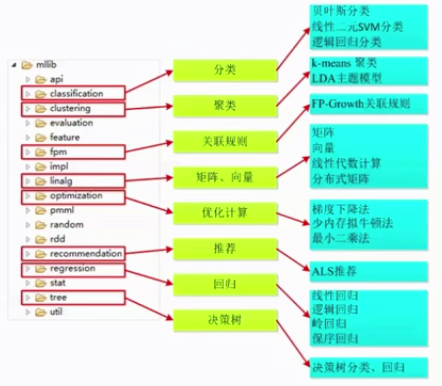 mllib
api
classification
clustering
evaluation
feature
fpm
impl
linalg
optimization
pmml
random
rdd
recommendation
regression
stat
tree
util
分类
聚类
关联规则
矩阵、向量
优化计算
推荐
回归
决策树
贝叶斯分类
线性二元SVM分类
逻辑回归分类
k-means 聚类
LDA主题模型
FP-Growth关联规则
矩阵
向量
线性代数计算
分布式矩阵
梯度下降法
少内存拟牛顿法
最小二乘法
ALS推荐
线性回归
逻辑回归
岭回归
保序回归
决策树分类、回归